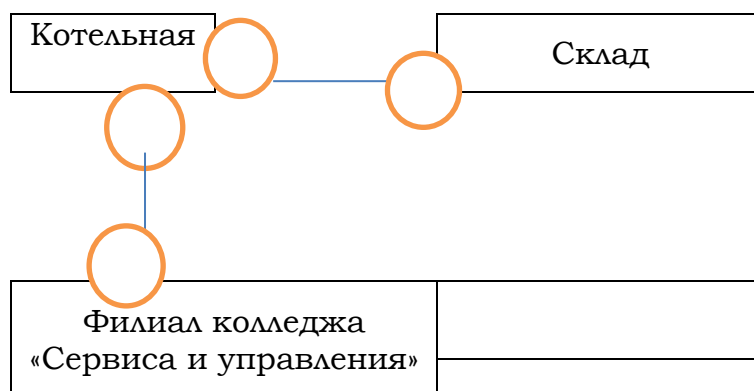 Котельная
Склад
Филиал колледжа
«Сервиса и управления»